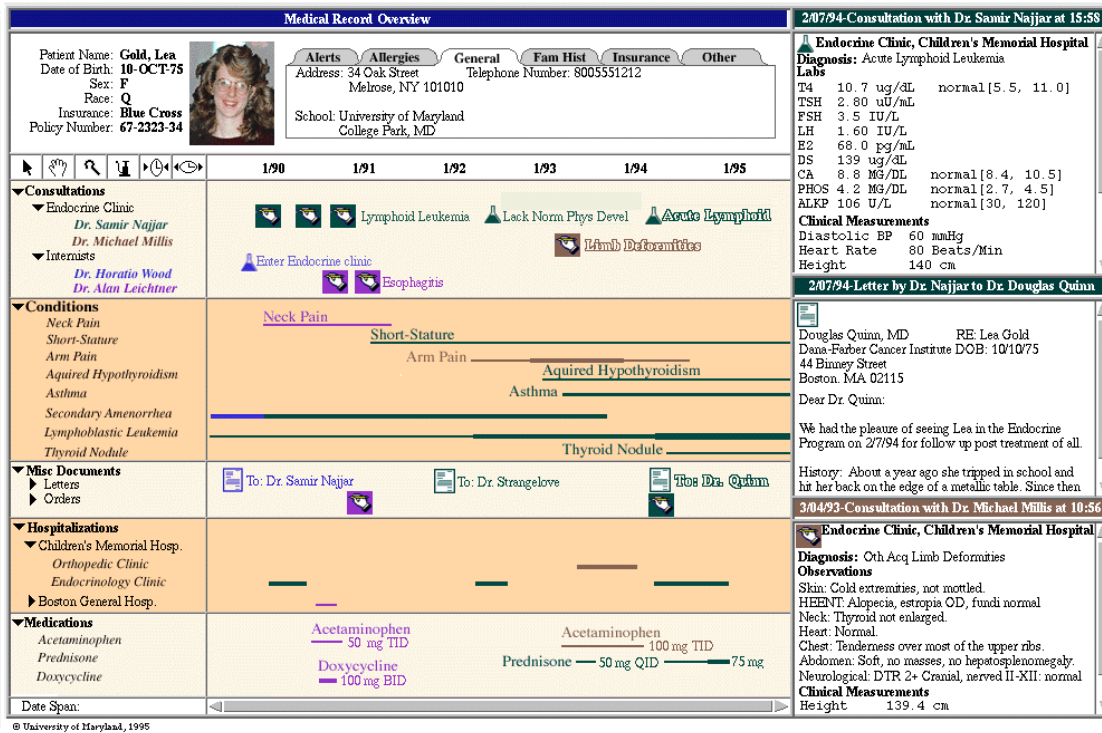 Medical Record Overview
Patient Name: Gold, Lea
Date of Birth: 10-OCT-75
Sex: F
Race: Q
Insurance: Blue Cross
Policy Number: 67-2323-34
Alerts Allergies General Fam Hist Insurance Other
Address: 34 Oak Street Telephone Number: 8005551212
Melrose, NY 101010
School: University of Maryland
College Park, MD
1/90 1/91 1/92 1/93 1/94 1/95
Consultations
Endocrine Clinic
Dr. Samir Najjar
Dr. Michael Millis
Internists
Dr. Horatio Wood
Dr. Alan Leichtner
Lymphoid Leukemia Lack Norm Phys Devel Acute Lymphoid
Limb Deformities
Enter Endocrine clinic
Esophagitis
Conditions
Neck Pain
Short-Stature
Arm Pain
Aquired Hypothyroidism
Asthma
Secondary Amenorrhea
Lymphoblastic Leukemia
Thyroid Nodule
Neck Pain
Short-Stature
Arm Pain
Aquired Hypothyroidism
Asthma
Thyroid Nodule
Misc Documents
Letters
Orders
To: Dr. Samir Najjar To: Dr. Strangelove To: Dr. Quinn
Hospitalizations
Children's Memorial Hosp.
Orthopedic Clinic
Endocrinology Clinic
Boston General Hosp.
Medications
Acetaminophen
Prednisone
Doxycycline
Acetaminophen Acetaminophen
50 mg TID 100 mg TID
Doxycycline Prednisone 50 mg QID 75 mg
100 mg BID
Date Span:
© University of Maryland, 1995
2/07/94-Consultation with Dr. Samir Najjar at 15:58
Endocrine Clinic, Children's Memorial Hospital
Diagnosis: Acute Lymphoid Leukemia
Labs
T4 10.7 ug/dL normal[5.5, 11.0]
TSH 2.80 uU/mL
FSH 3.5 IU/L
LH 1.60 IU/L
E2 68.0 pg/mL
DS 139 ug/dL
CA 8.8 MG/DL normal[8.4, 10.5]
PHOS 4.2 MG/DL normal[2.7, 4.5]
ALKP 106 U/L normal[30, 120]
Clinical Measurements
Diastolic BP 60 mmHg
Heart Rate 80 Beats/Min
Height 140 cm
2/07/94-Letter by Dr. Najjar to Dr. Douglas Quinn
Douglas Quinn, MD RE: Lea Gold
Dana-Farber Cancer Institute DOB: 10/10/75
44 Binney Street
Boston. MA 02115
Dear Dr. Quinn:
We had the pleaure of seeing Lea in the Endocrine
Program on 2/7/94 for follow up post treatment of all.
History: About a year ago she tripped in school and
hit her back on the edge of a metallic table. Since then
3/04/93-Consultation with Dr. Michael Millis at 10:56
Endocrine Clinic, Children's Memorial Hospital
Diagnosis: Oth Acq Limb Deformities
Observations
Skin: Cold extremities, not mottled.
HEENT: Alopecia, estropia OD, fundi normal
Neck: Thyroid not enlarged.
Heart: Normal.
Chest: Tenderness over most of the upper ribs.
Abdomen: Soft, no masses, no hepatosplenomegaly.
Neurological: DTR 2+ Cranial, nerved II-XII: normal
Clinical Measurements
Height 139.4 cm